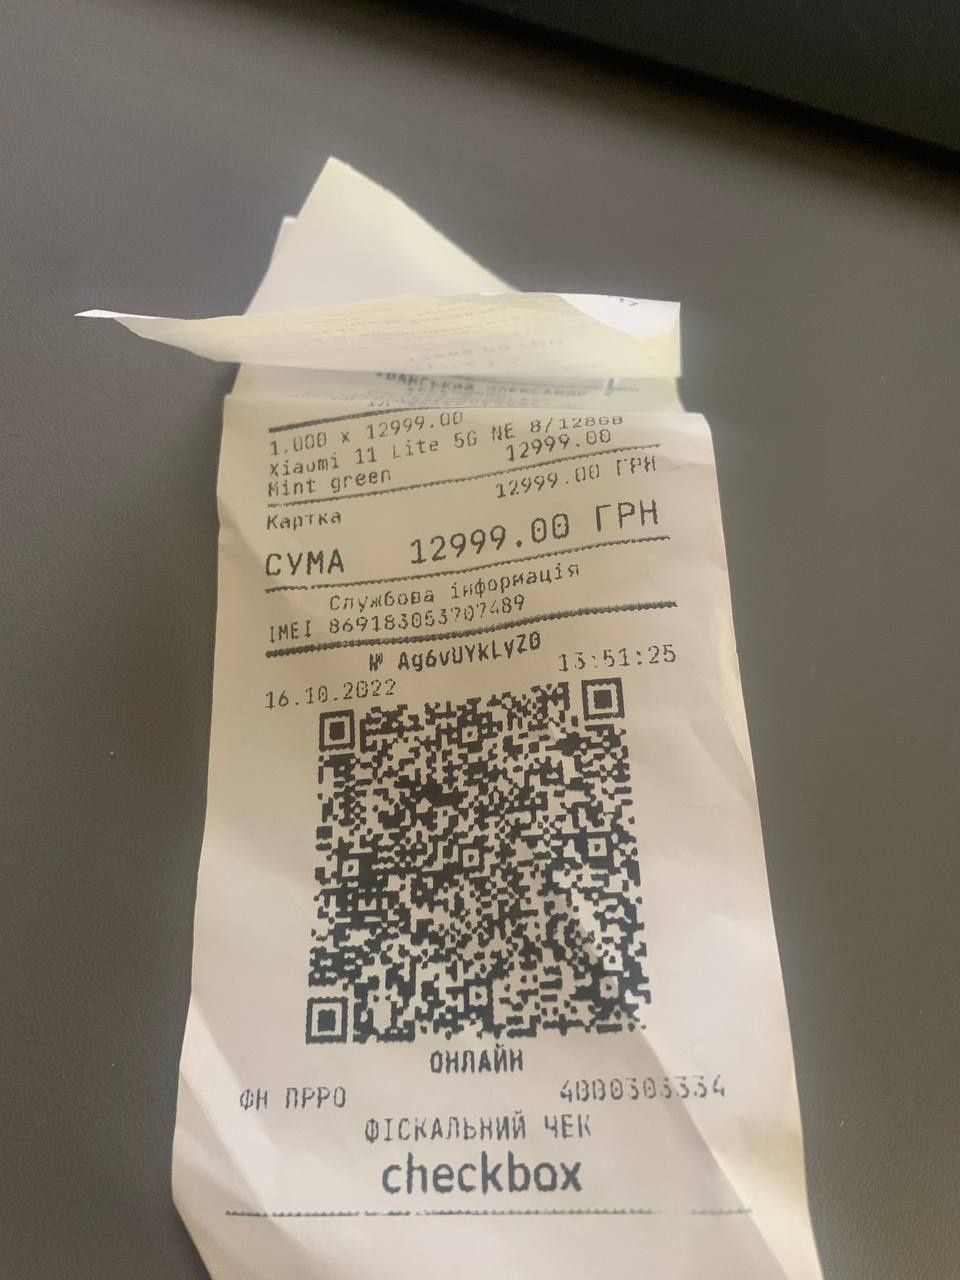 1.000 x 12999.00
Xiaomi 11 Lite 5G NE 8/128GB
Mint green 12999.00
Картка 12999.00 ГРН
СУМА 12999.00 ГРН
Службова інформація
IMEI 869183053707489
№ Ag6vUYkLyZ0
16.10.2022 13:51:25
ОНЛАЙН
ФН ПРРО 4000303334
ФІСКАЛЬНИЙ ЧЕК
checkbox